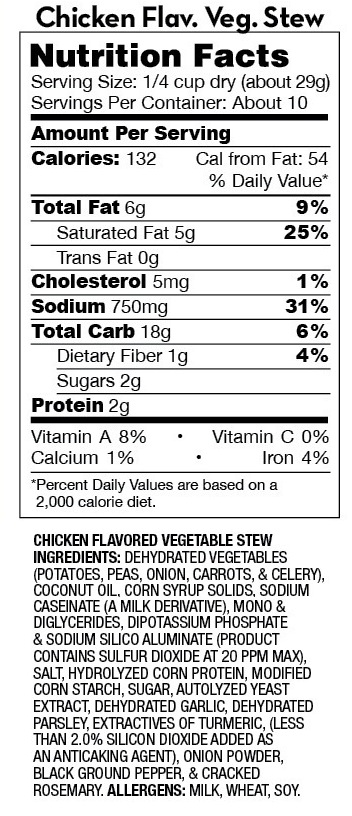 Chicken Flav. Veg. Stew
Nutrition Facts
Serving Size: 1/4 cup dry (about 29g)
Servings Per Container: About 10
Amount Per Serving
Calories: 132 Cal from Fat: 54
% Daily Value*
Total Fat 6g 9%
Saturated Fat 5g 25%
Trans Fat 0g
Cholesterol 5mg 1%
Sodium 750mg 31%
Total Carb 18g 6%
Dietary Fiber 1g 4%
Sugars 2g
Protein 2g
Vitamin A 8% • Vitamin C 0%
Calcium 1% • Iron 4%
*Percent Daily Values are based on a
2,000 calorie diet.
CHICKEN FLAVORED VEGETABLE STEW
INGREDIENTS: DEHYDRATED VEGETABLES
(POTATOES, PEAS, ONION, CARROTS, & CELERY),
COCONUT OIL, CORN SYRUP SOLIDS, SODIUM
CASEINATE (A MILK DERIVATIVE), MONO &
DIGLYCERIDES, DIPOTASSIUM PHOSPHATE
& SODIUM SILICO ALUMINATE (PRODUCT
CONTAINS SULFUR DIOXIDE AT 20 PPM MAX),
SALT, HYDROLYZED CORN PROTEIN, MODIFIED
CORN STARCH, SUGAR, AUTOLYZED YEAST
EXTRACT, DEHYDRATED GARLIC, DEHYDRATED
PARSLEY, EXTRACTIVES OF TURMERIC, (LESS
THAN 2.0% SILICON DIOXIDE ADDED AS
AN ANTICAKING AGENT), ONION POWDER,
BLACK GROUND PEPPER, & CRACKED
ROSEMARY. ALLERGENS: MILK, WHEAT, SOY.